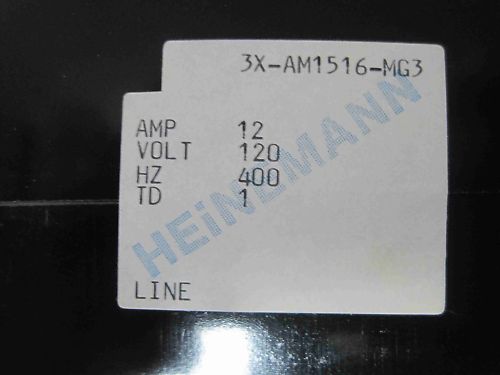 3X-AM1516-MG3
AMP 12
VOLT 120
HZ 400
TD 1
HEiNEMANN
LINE